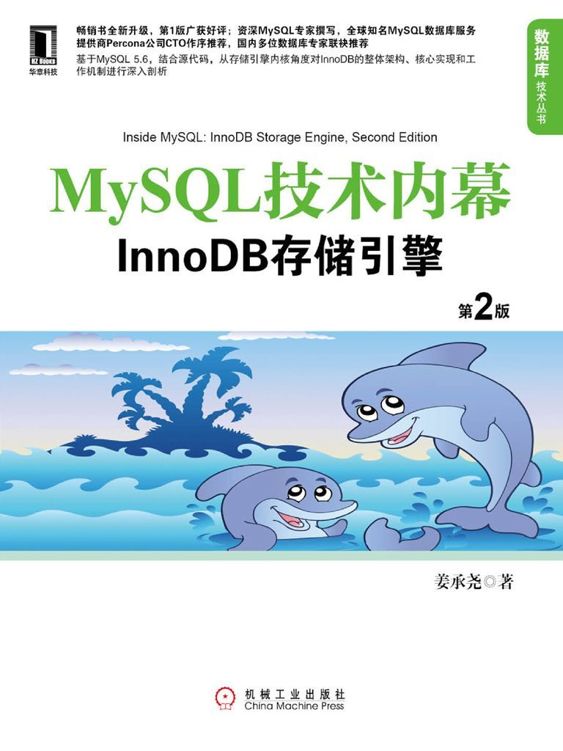 畅销书全新升级，第1版广获好评；资深MySQL专家撰写，全球知名MySQL数据库服务
提供商Percona公司CTO作序推荐，国内多位数据库专家联袂推荐
基于MySQL 5.6，结合源代码，从存储引擎内核角度对InnoDB的整体架构、核心实现和工
作机制进行深入剖析
HZ Books
华章科技
数据库
技术丛书
Inside MySQL: InnoDB Storage Engine, Second Edition
MySQL技术内幕
InnoDB存储引擎
第2版
姜承尧◎著
机械工业出版社
China Machine Press